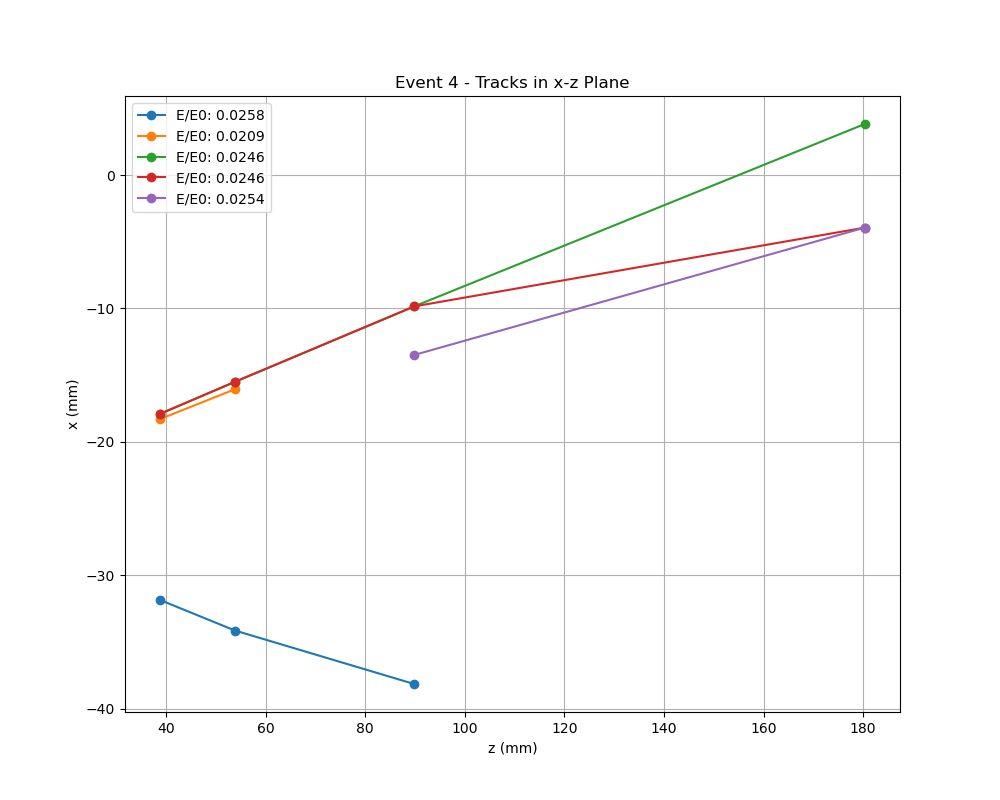 Event 4 - Tracks in x-z Plane
E/E0: 0.0258
E/E0: 0.0209
E/E0: 0.0246
E/E0: 0.0246
E/E0: 0.0254
x (mm)
0
−10
−20
−30
−40
40 60 80 100 120 140 160 180
z (mm)